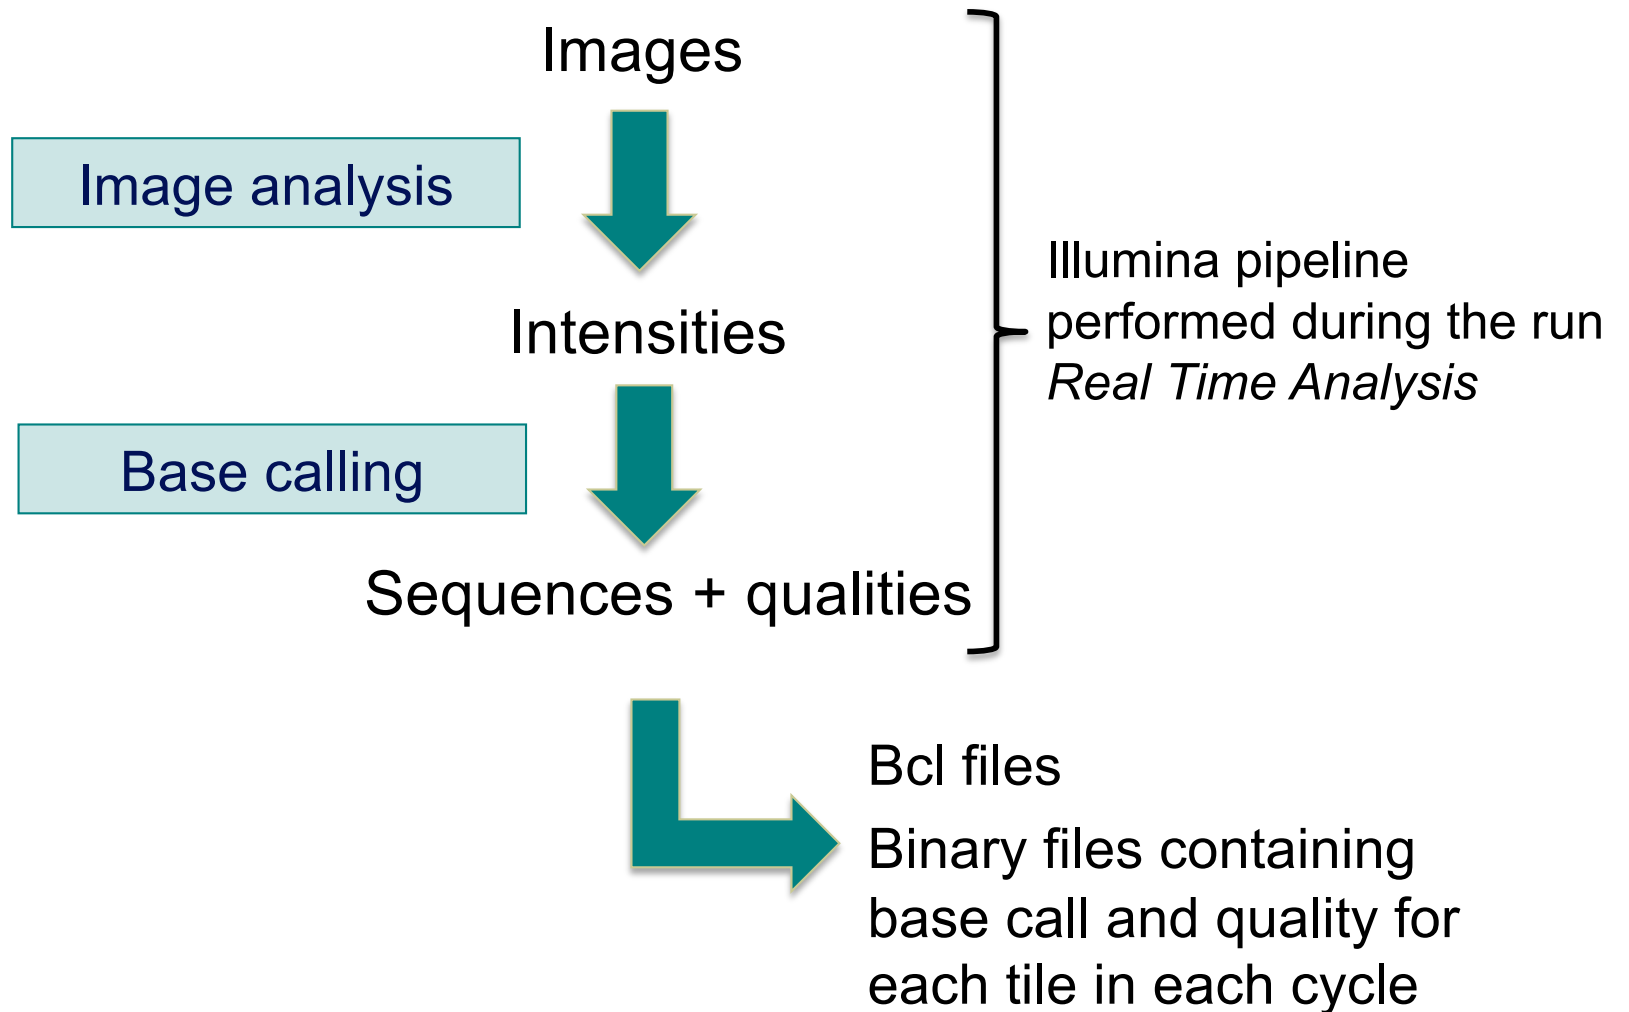 Images
Image analysis
Intensities
Illumina pipeline
performed during the run
Real Time Analysis
Base calling
Sequences + qualities
Bcl files
Binary files containing
base call and quality for
each tile in each cycle